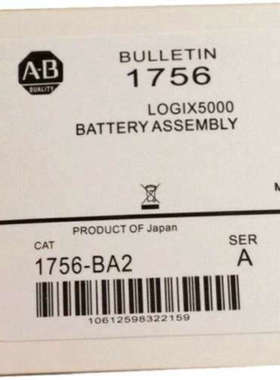 A-B
QUALITY
BULLETIN
1756
LOGIX5000
BATTERY ASSEMBLY
M
PRODUCT OF Japan
CAT
SER
1756-BA2
A
10612598322159